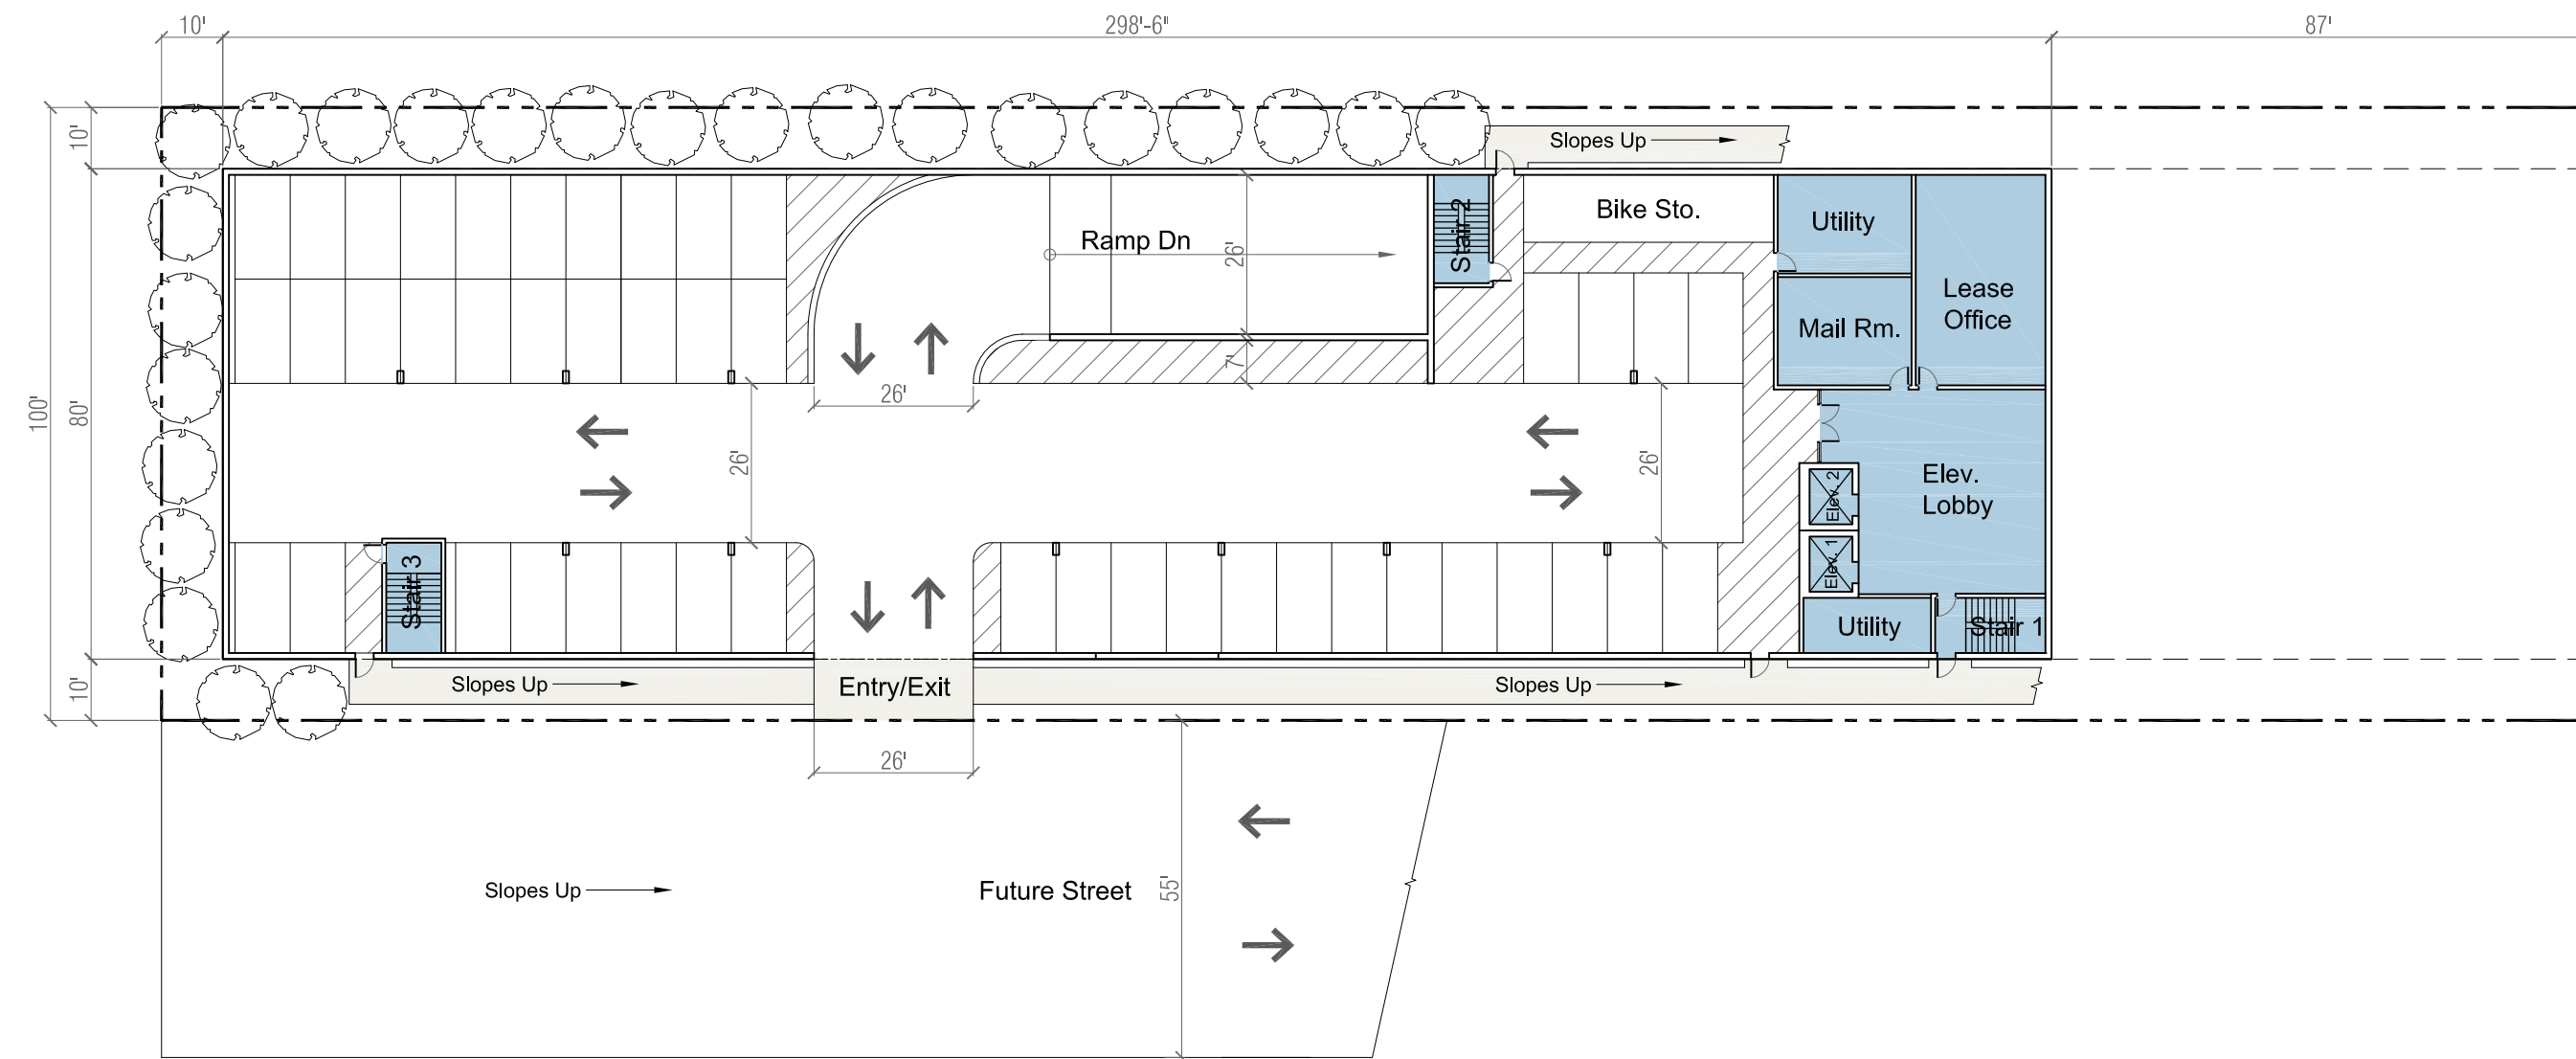 10'
298'-6"
87'
10'
Slopes Up
Stair 2
Bike Sto.
Utility
Ramp Dn
26'
Lease
Office
Mail Rm.
7'
26'
100'
80'
26'
26'
Elev. 2
Elev.
Lobby
Elev. 1
Stair 3
Utility
Stair 1
10'
Slopes Up
Entry/Exit
Slopes Up
26'
Slopes Up
Future Street
55'